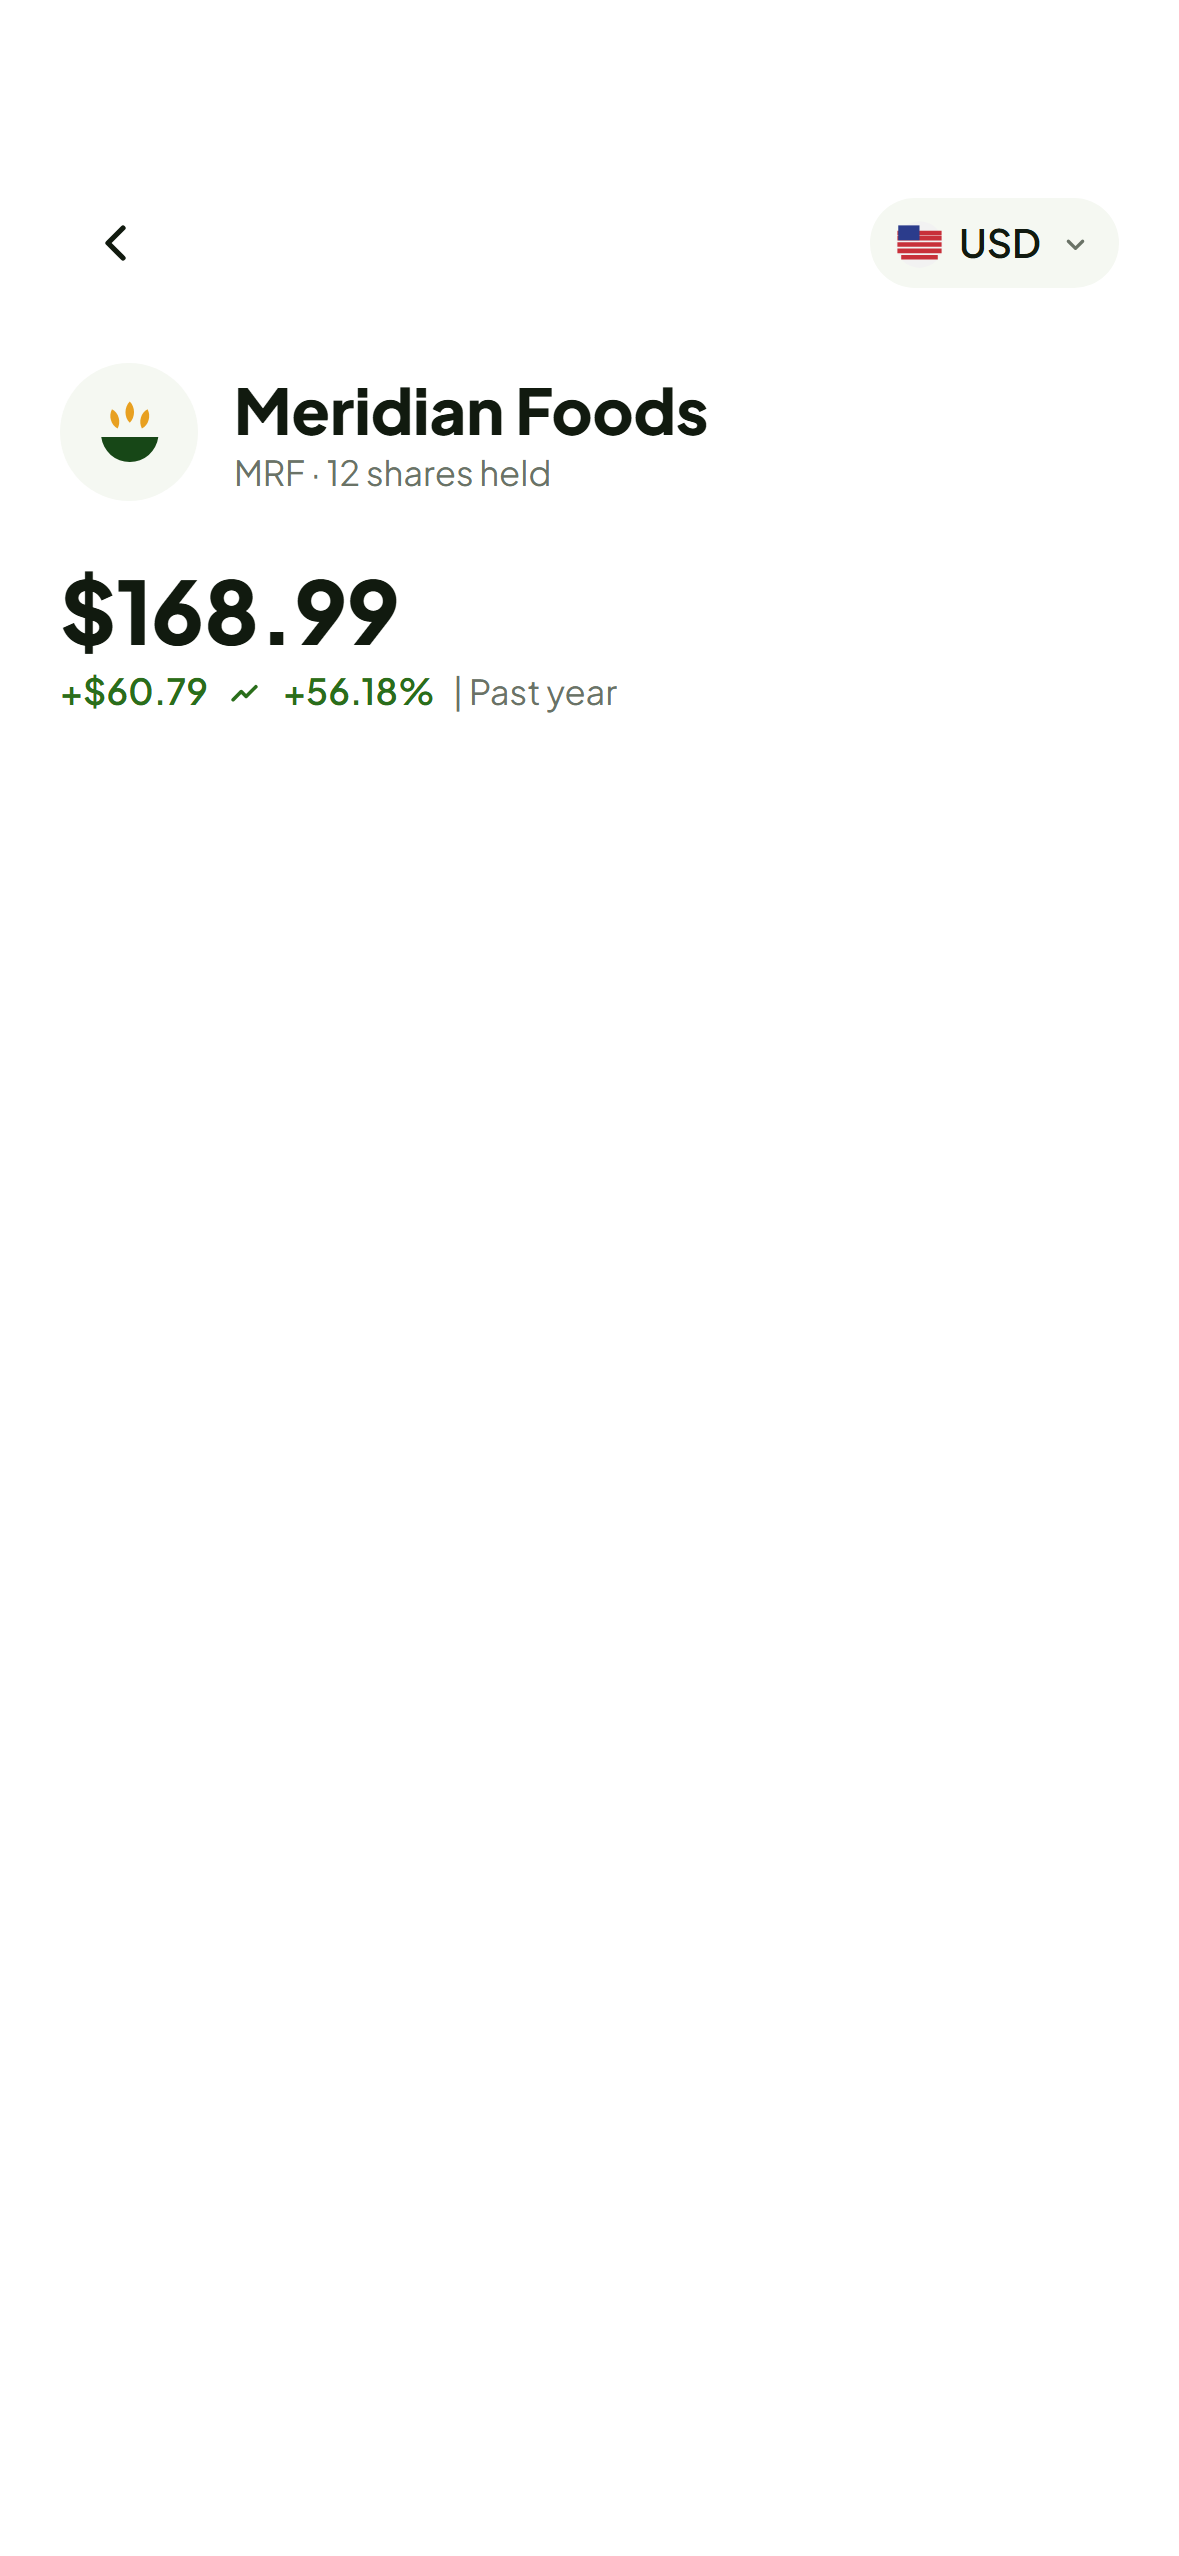 USD
Meridian Foods
MRF · 12 shares held
$168.99
+$60.79 +56.18% | Past year